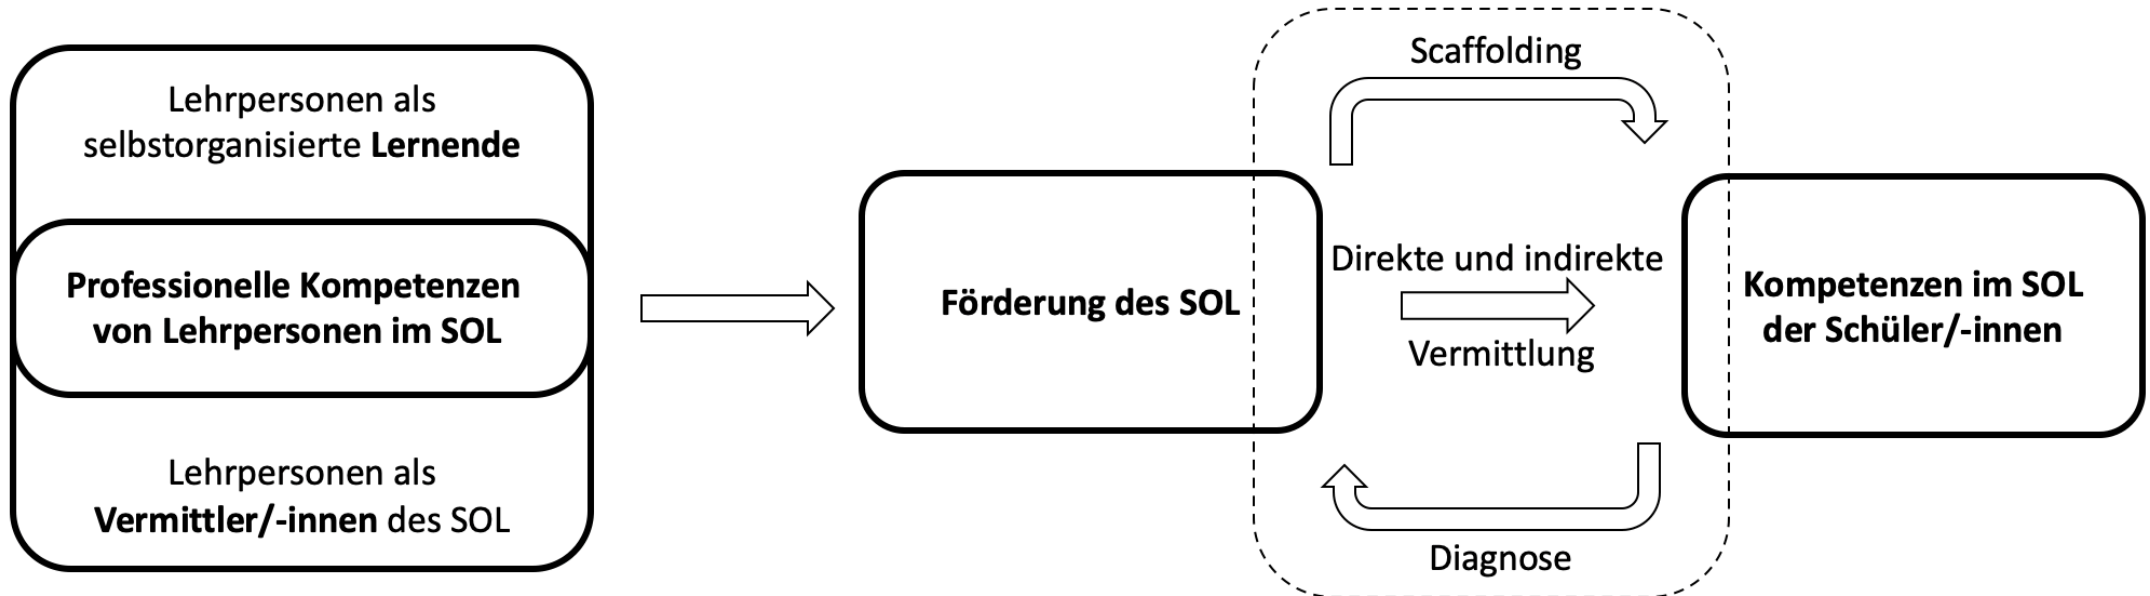 Lehrpersonen als
selbstorganisierte Lernende
Professionelle Kompetenzen
von Lehrpersonen im SOL
Lehrpersonen als
Vermittler/-innen des SOL
Förderung des SOL
Scaffolding
Direkte und indirekte
Vermittlung
Diagnose
Kompetenzen im SOL
der Schüler/-innen